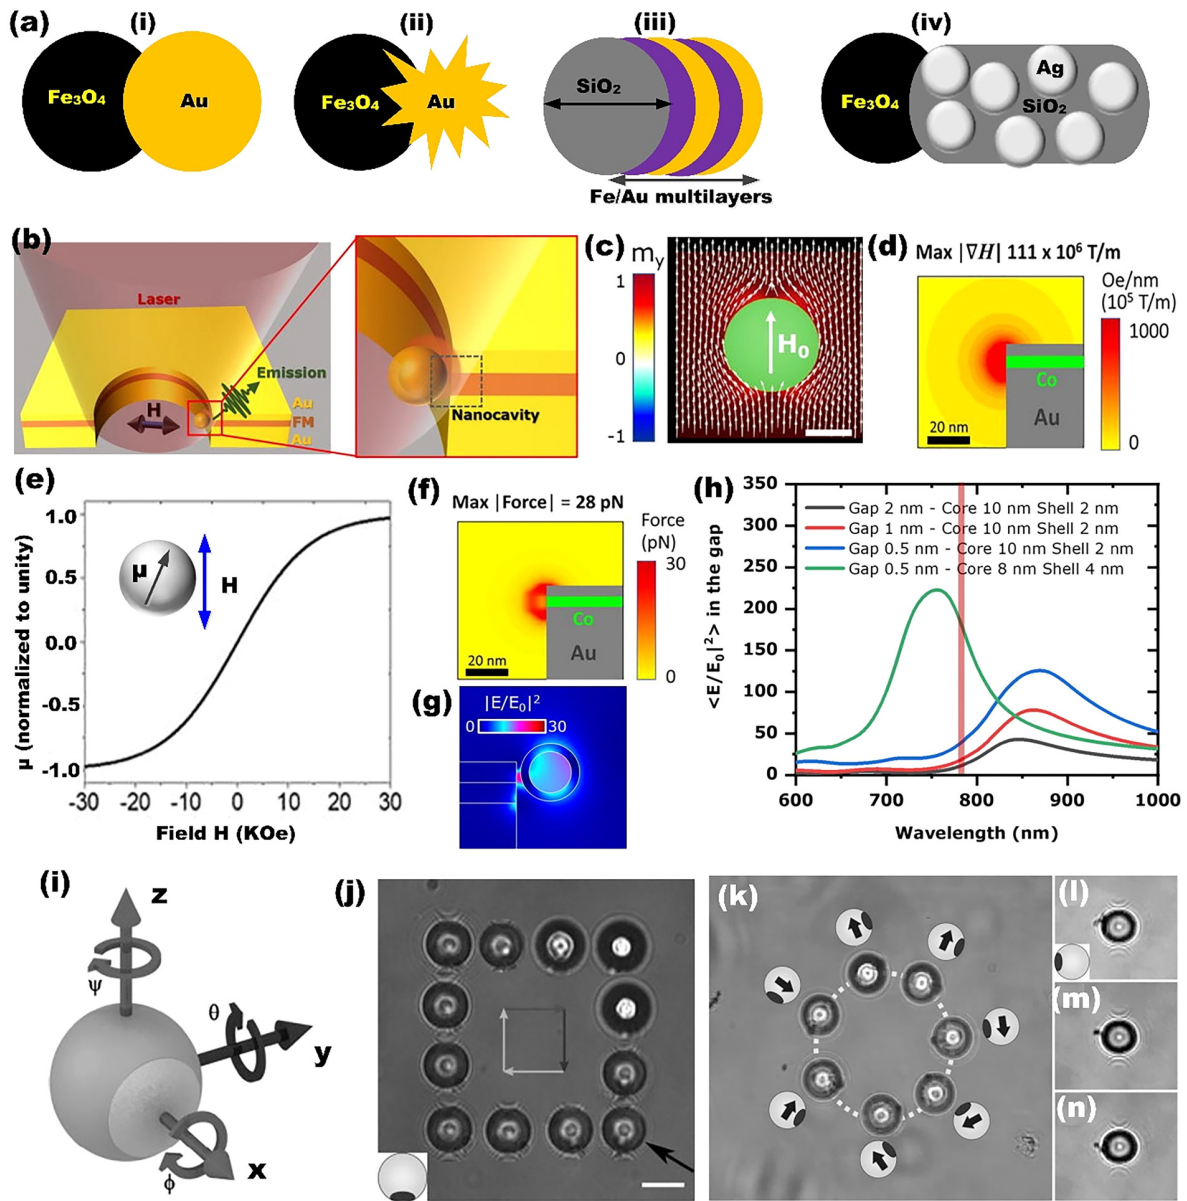 (a)
(i)
(ii)
(iii)
(iv)
Fe₃O₄
Au
Fe₃O₄
Au
SiO₂
Fe/Au multilayers
Fe₃O₄
Ag
SiO₂
(b)
Laser
Emission
H
Au
FM
Au
Nanocavity
(c)
m_y
1
0
-1
H₀
(d)
Max |∇H| 111 x 10⁶ T/m
Oe/nm
(10⁵ T/m)
1000
0
Co
Au
20 nm
(e)
μ (normalized to unity)
1.0
0.5
0.0
-0.5
-1.0
μ
H
-30
-20
-10
0
10
20
30
Field H (KOe)
(f)
Max |Force| = 28 pN
Force
(pN)
30
0
Co
Au
20 nm
(g)
|E/E₀|²
0
30
(h)
<E/E₀|²> in the gap
350
300
250
200
150
100
50
0
Gap 2 nm - Core 10 nm Shell 2 nm
Gap 1 nm - Core 10 nm Shell 2 nm
Gap 0.5 nm - Core 10 nm Shell 2 nm
Gap 0.5 nm - Core 8 nm Shell 4 nm
600
700
800
900
1000
Wavelength (nm)
(i)
z
ψ
θ
y
x
ϕ
(j)
(k)
(l)
(m)
(n)